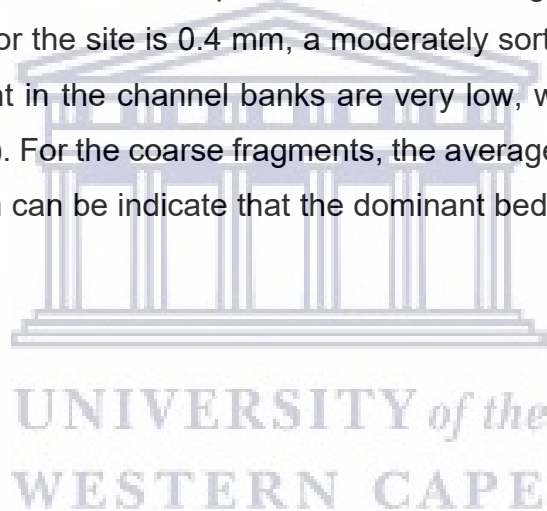 or the site is 0.4 mm, a moderately sort
t in the channel banks are very low, w
). For the coarse fragments, the average
can be indicate that the dominant bed
UNIVERSITY of the
WESTERN CAPE